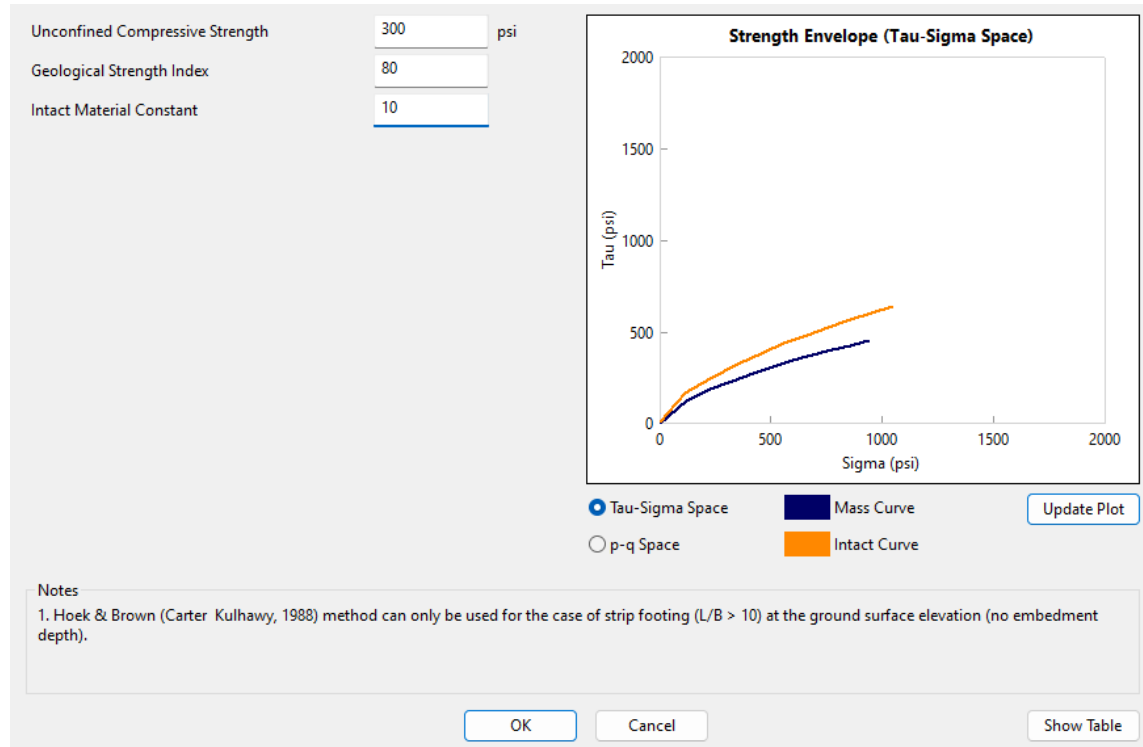 Unconfined Compressive Strength 300 psi
Geological Strength Index 80
Intact Material Constant 10
Strength Envelope (Tau-Sigma Space)
2000
1500
1000
500
0
Tau (psi)
0 500 1000 1500 2000
Sigma (psi)
Tau-Sigma Space Mass Curve Update Plot
p-q Space Intact Curve
Notes
1. Hoek & Brown (Carter  Kulhawy, 1988) method can only be used for the case of strip footing (L/B > 10) at the ground surface elevation (no embedment
depth).
OK Cancel Show Table